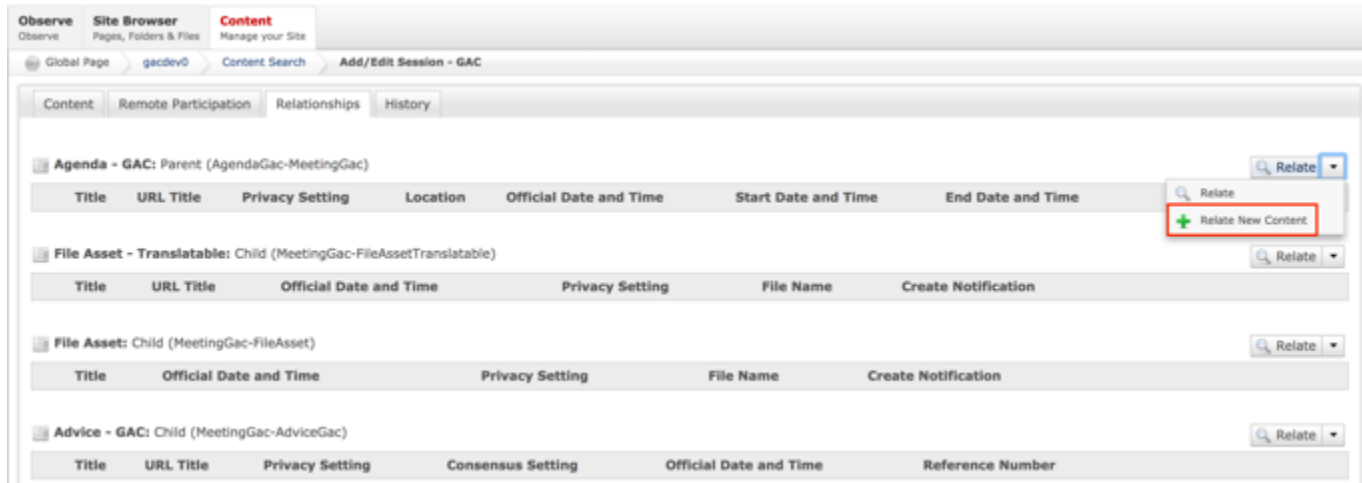 Observe Site Browser Content
Observe Pages, Folders & Files Manage your Site
Global Page gacdev0 Content Search Add/Edit Session - GAC
Content Remote Participation Relationships History
Agenda - GAC: Parent (AgendaGac-MeetingGac) Relate
Title URL Title Privacy Setting Location Official Date and Time Start Date and Time End Date and Time
Relate
Relate New Content
File Asset - Translatable: Child (MeetingGac-FileAssetTranslatable) Relate
Title URL Title Official Date and Time Privacy Setting File Name Create Notification
File Asset: Child (MeetingGac-FileAsset) Relate
Title Official Date and Time Privacy Setting File Name Create Notification
Advice - GAC: Child (MeetingGac-AdviceGac) Relate
Title URL Title Privacy Setting Consensus Setting Official Date and Time Reference Number